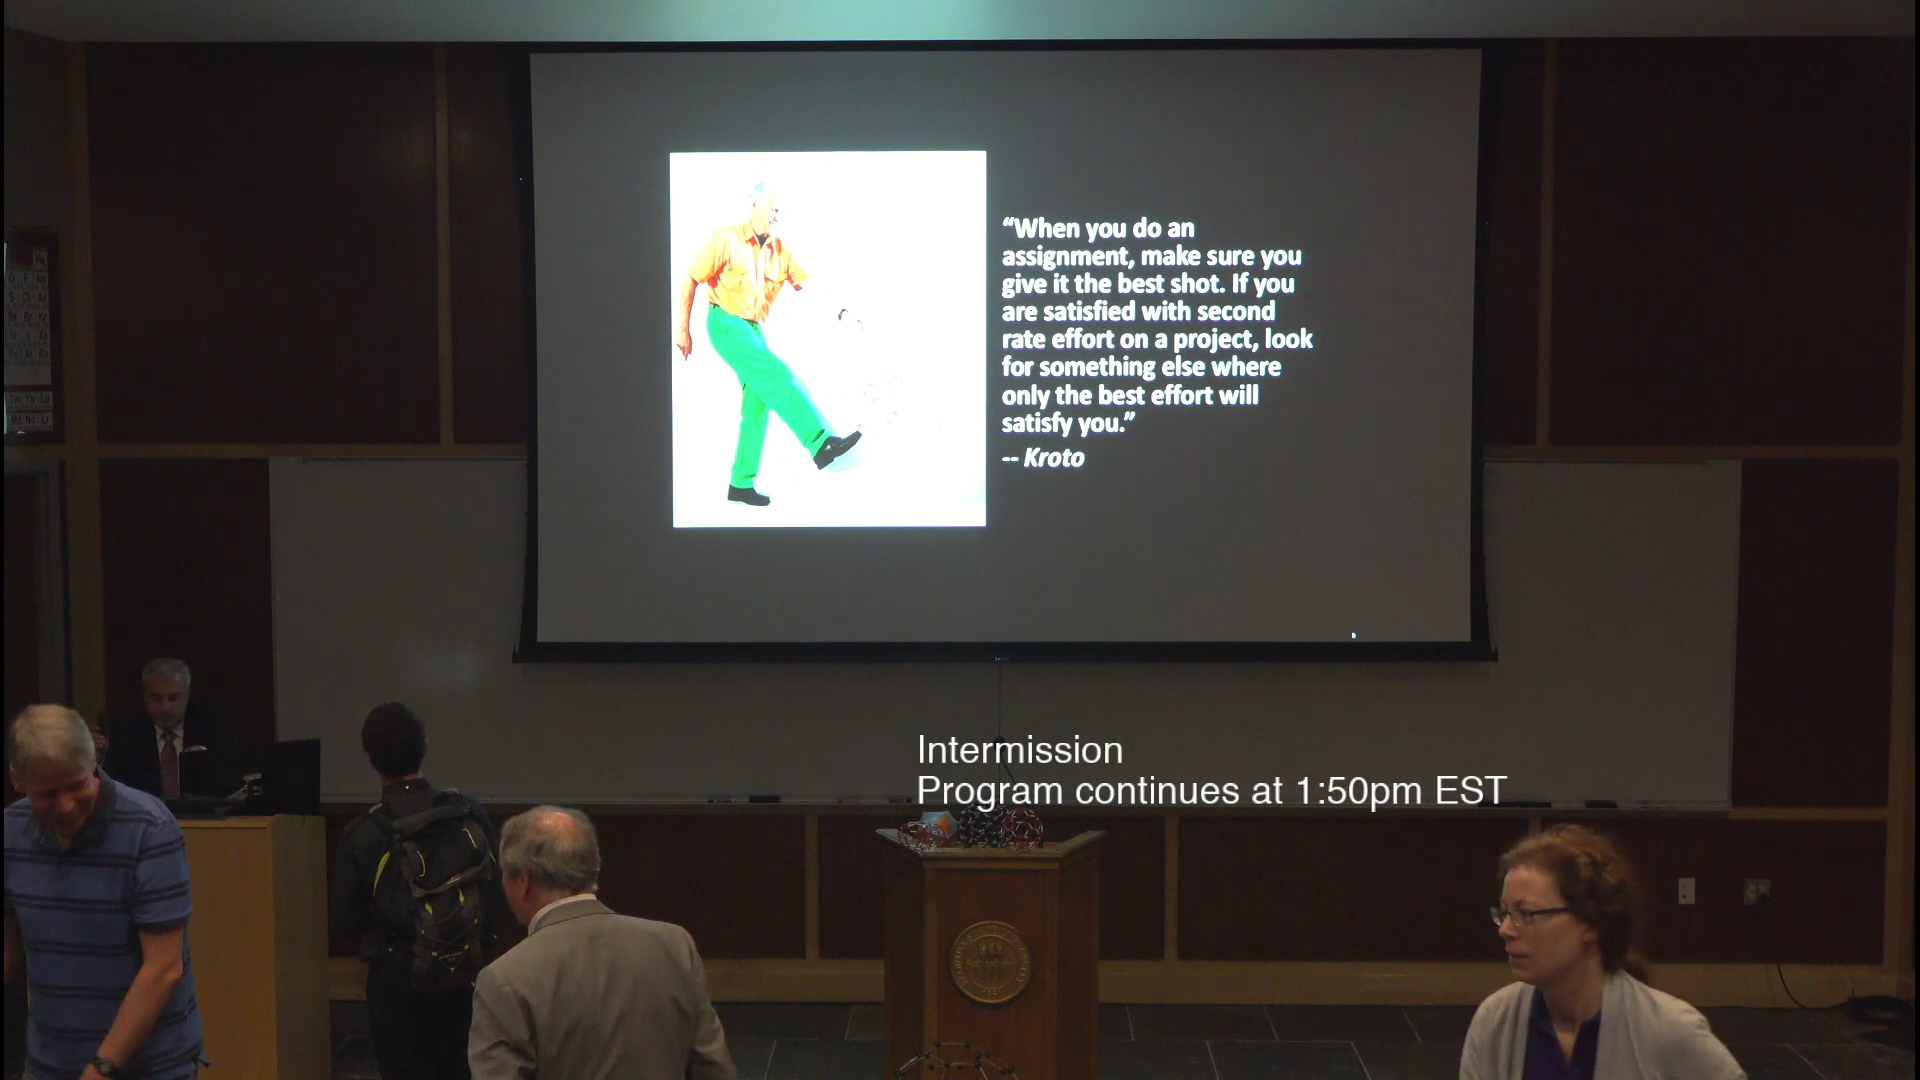 “When you do an
assignment, make sure you
give it the best shot. If you
are satisfied with second
rate effort on a project, look
for something else where
only the best effort will
satisfy you.”
-- Kroto
Intermission
Program continues at 1:50pm EST